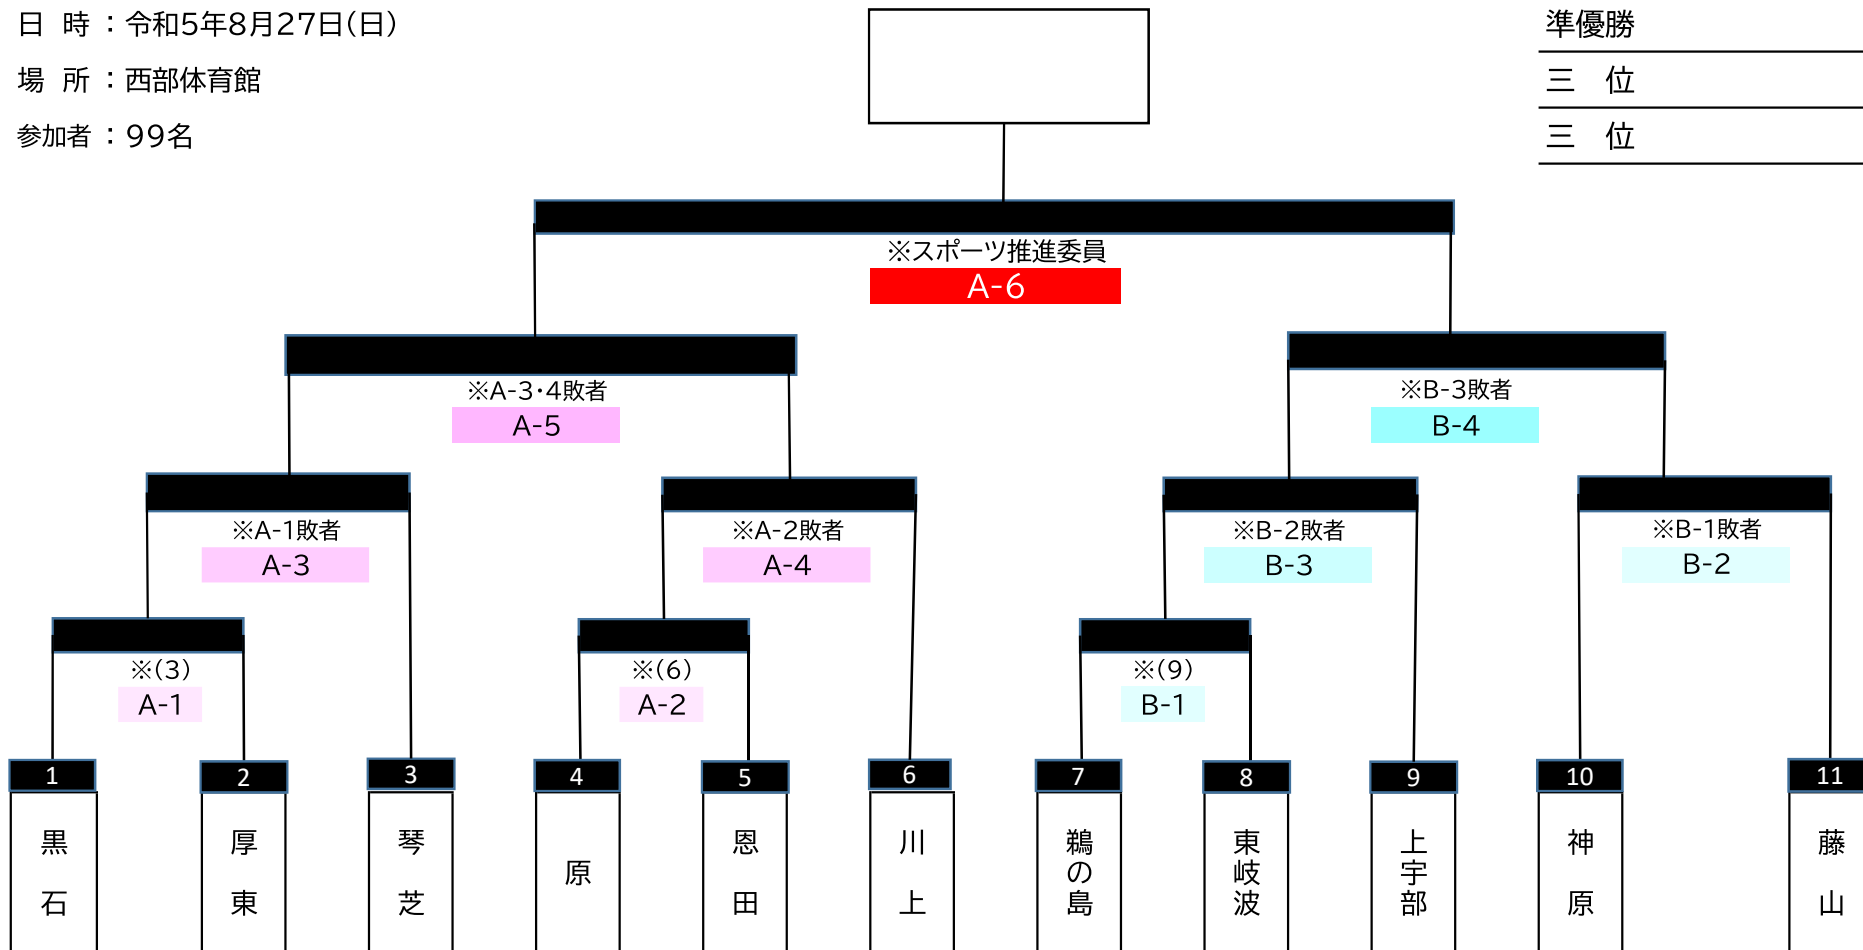 日　時 ：令和5年8月27日(日)
場　所 ：西部体育館
参加者 ：99名
準優勝
三　位
三　位
※スポーツ推進委員
A-6
※A-3・4敗者
A-5
※B-3敗者
B-4
※A-1敗者
A-3
※A-2敗者
A-4
※B-2敗者
B-3
※B-1敗者
B-2
※(3)
A-1
※(6)
A-2
※(9)
B-1
1
2
3
4
5
6
7
8
9
10
11
黒石
厚東
琴芝
原
恩田
川上
鵜の島
東岐波
上宇部
神原
藤山